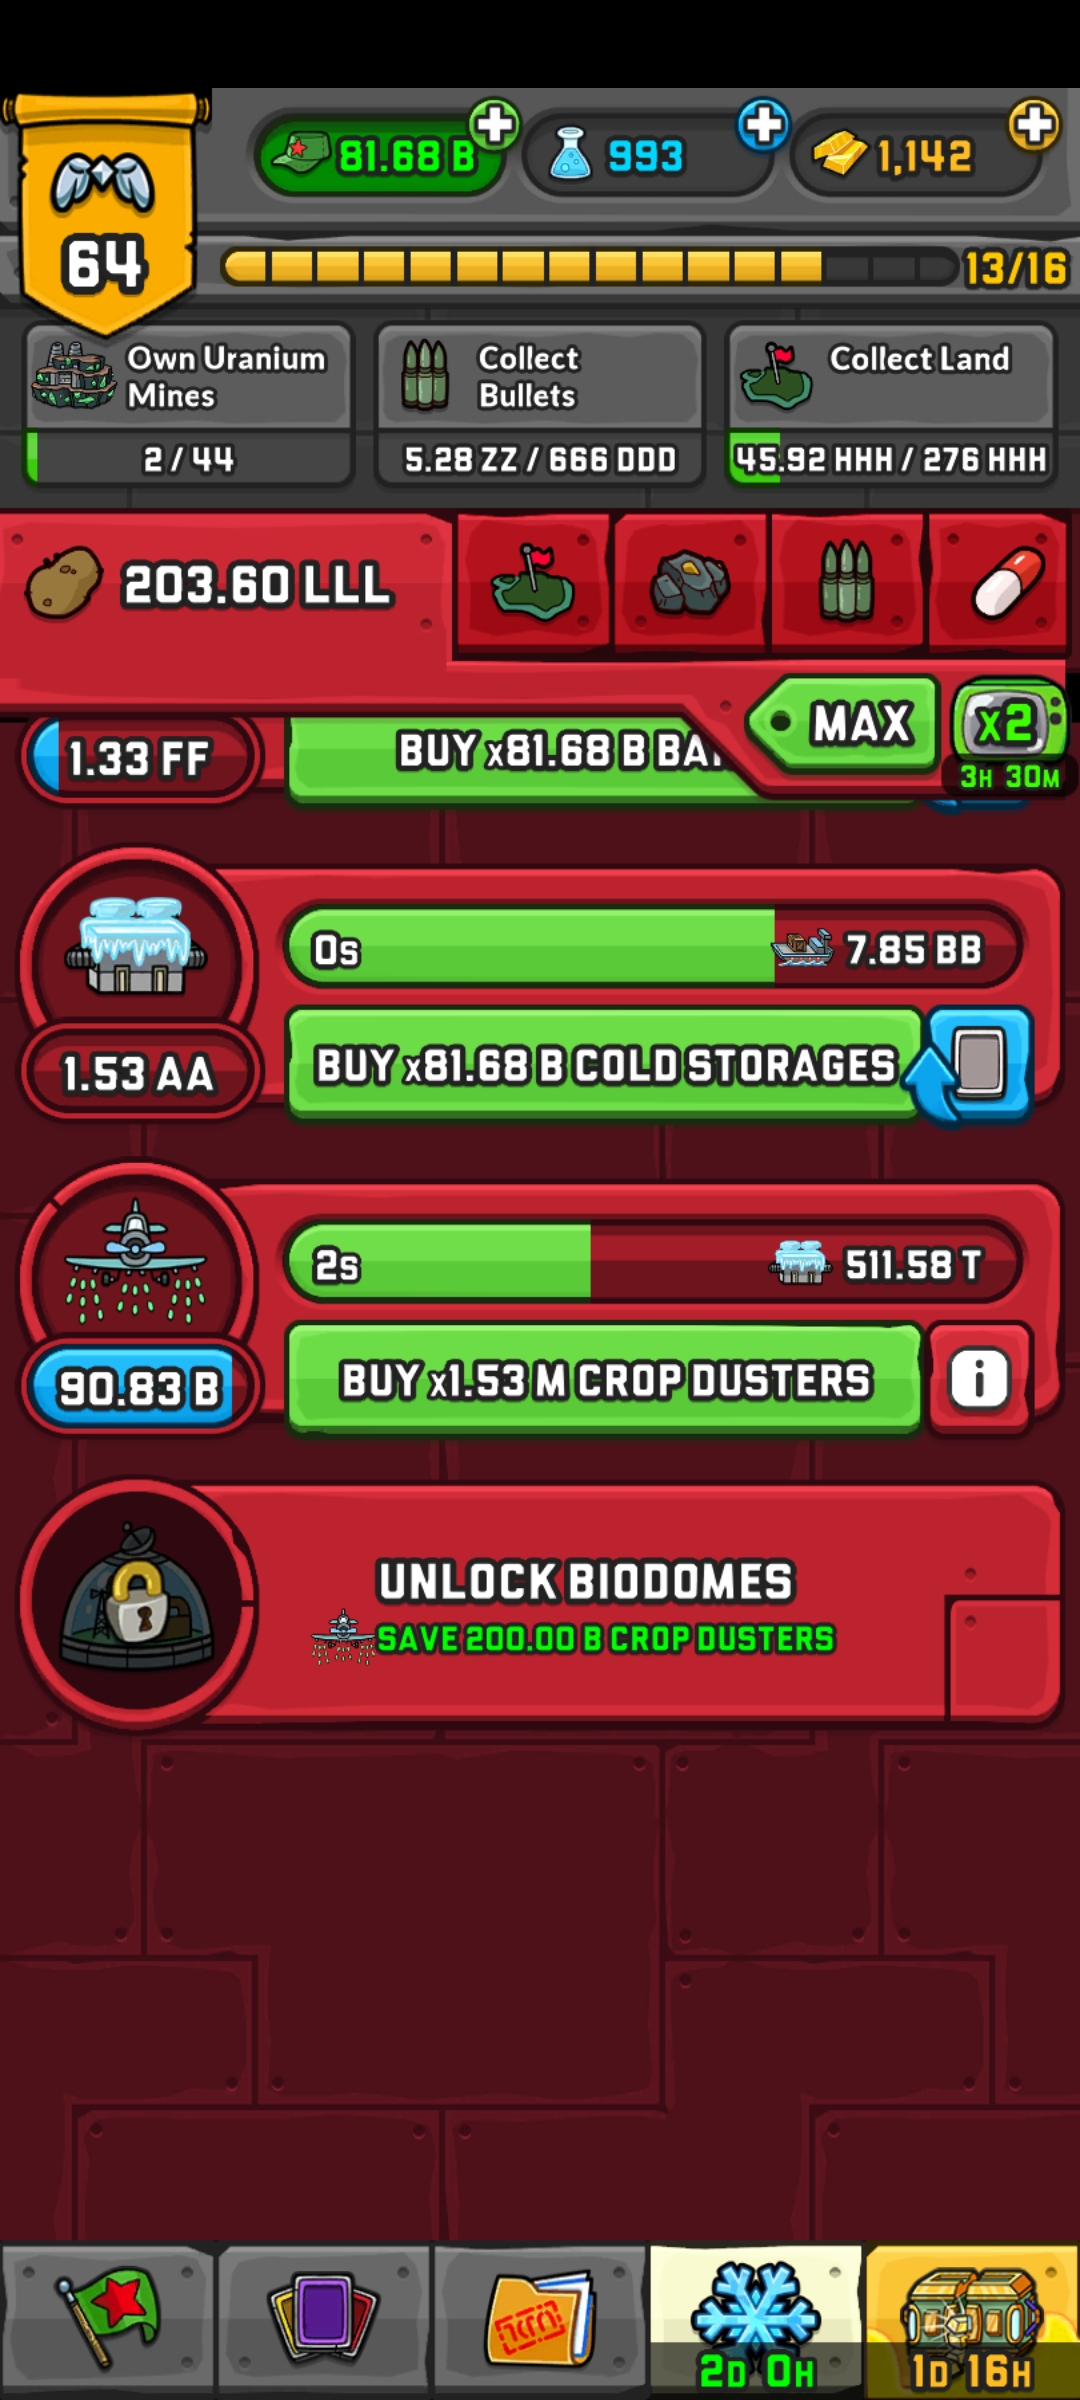 81.68 B
993
1,142
64
13/16
Own Uranium
Mines
Collect
Bullets
Collect Land
2 / 44
5.28 ZZ / 666 DDD
45.92 HHH / 276 HHH
203.60 LLL
MAX
X2
3H 30M
1.33 FF
BUY x81.68 B
0s
7.85 BB
1.53 AA
BUY x81.68 B COLD STORAGES
2s
511.58 T
90.83 B
BUY x1.53 M CROP DUSTERS
i
UNLOCK BIODOMES
SAVE 200.00 B CROP DUSTERS
2D 0H
1D 16H